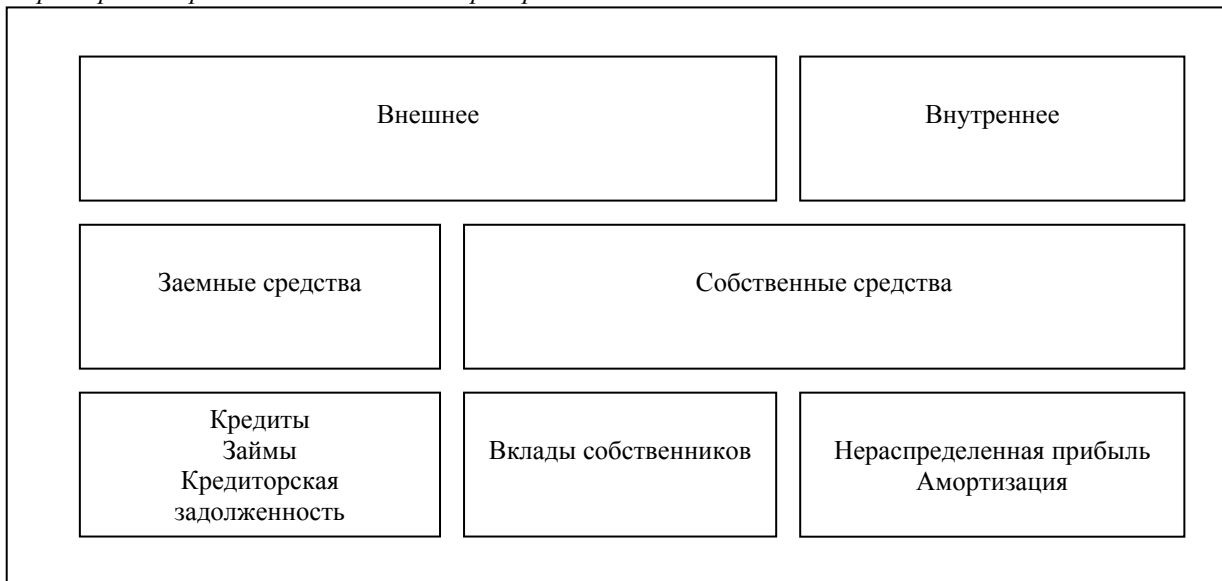 Внешнее
Внутреннее
Заемные средства
Собственные средства
Кредиты
Займы
Кредиторская
задолженность
Вклады собственников
Нераспределенная прибыль
Амортизация